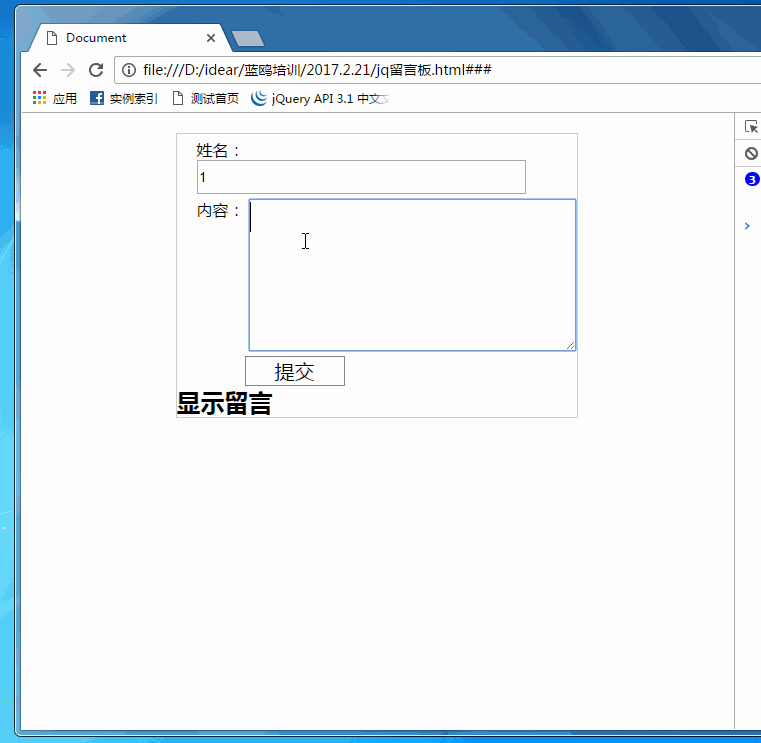 Document
file:///D:/idear/蓝鸥培训/2017.2.21/jq留言板.html###
应用 实例索引 测试首页 jQuery API 3.1 中文
3
姓名：
1
内容：
提交
显示留言